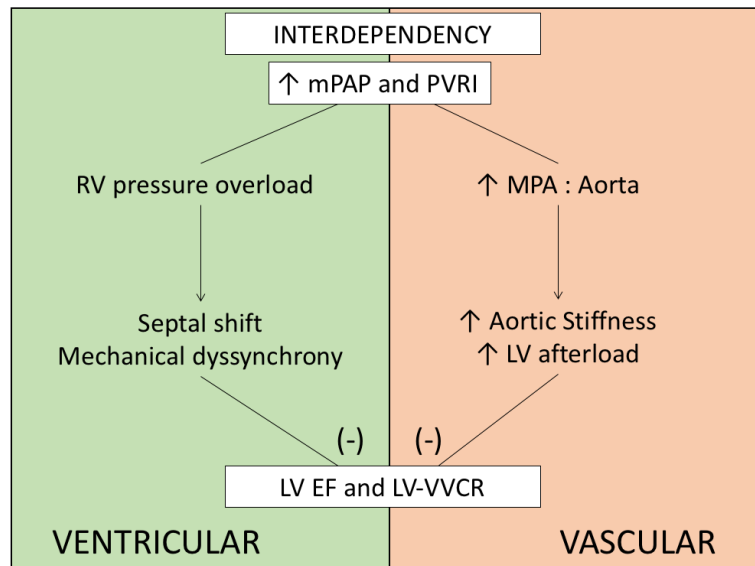 INTERDEPENDENCY
↑ mPAP and PVRI
RV pressure overload
↑ MPA : Aorta
Septal shift
Mechanical dyssynchrony
↑ Aortic Stiffness
↑ LV afterload
(-)
(-)
LV EF and LV-VVCR
VENTRICULAR
VASCULAR